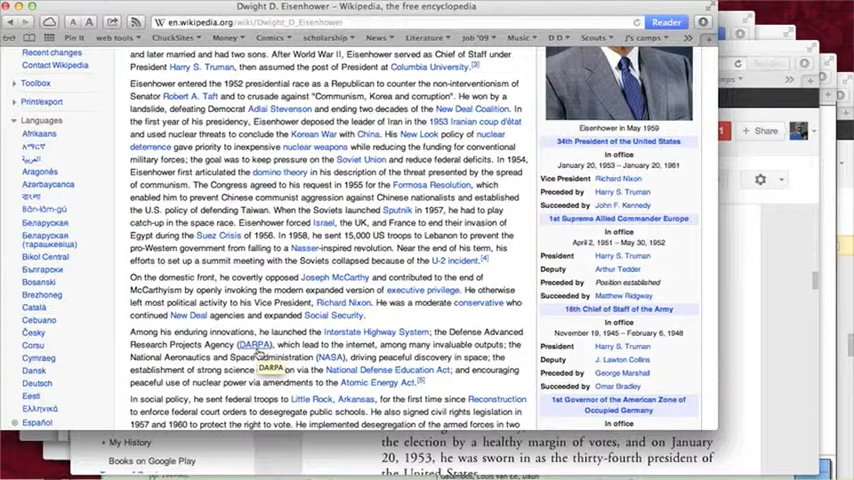 Dwight D. Eisenhower – Wikipedia, the free encyclopedia
en.wikipedia.org/wiki/Dwight_D._Eisenhower
Reader
Pin It web tools ChuckSites Money Comics scholarship News Literature Job '09 D D Scouts J's camps
Recent changes
Contact Wikipedia
Toolbox
Print/export
Languages
Afrikaans
አማርኛ
العربية
Aragonés
Azərbaycanca
বাংলা
Bân-lâm-gú
Беларуская
Беларуская
(тарашкевіца)
Bikol Central
Български
Bosanski
Brezhoneg
Català
Cebuano
Česky
Corsu
Cymraeg
Dansk
Deutsch
Eesti
Ελληνικά
Español
and later married and had two sons. After World War II, Eisenhower served as Chief of Staff under
President Harry S. Truman, then assumed the post of President at Columbia University.[3]
Eisenhower entered the 1952 presidential race as a Republican to counter the non-interventionism of
Senator Robert A. Taft and to crusade against "Communism, Korea and corruption". He won by a
landslide, defeating Democrat Adlai Stevenson and ending two decades of the New Deal Coalition. In
the first year of his presidency, Eisenhower deposed the leader of Iran in the 1953 Iranian coup d'état
and used nuclear threats to conclude the Korean War with China. His New Look policy of nuclear
deterrence gave priority to inexpensive nuclear weapons while reducing the funding for conventional
military forces; the goal was to keep pressure on the Soviet Union and reduce federal deficits. In 1954,
Eisenhower first articulated the domino theory in his description of the threat presented by the spread
of communism. The Congress agreed to his request in 1955 for the Formosa Resolution, which
enabled him to prevent Chinese communist aggression against Chinese nationalists and established
the U.S. policy of defending Taiwan. When the Soviets launched Sputnik in 1957, he had to play
catch-up in the space race. Eisenhower forced Israel, the UK, and France to end their invasion of
Egypt during the Suez Crisis of 1956. In 1958, he sent 15,000 US troops to Lebanon to prevent the
pro-Western government from falling to a Nasser-inspired revolution. Near the end of his term, his
efforts to set up a summit meeting with the Soviets collapsed because of the U-2 incident.[4]
On the domestic front, he covertly opposed Joseph McCarthy and contributed to the end of
McCarthyism by openly invoking the modern expanded version of executive privilege. He otherwise
left most political activity to his Vice President, Richard Nixon. He was a moderate conservative who
continued New Deal agencies and expanded Social Security.
Among his enduring innovations, he launched the Interstate Highway System; the Defense Advanced
Research Projects Agency (DARPA), which lead to the internet, among many invaluable outputs; the
National Aeronautics and Space Administration (NASA), driving peaceful discovery in space; the
establishment of strong science on via the National Defense Education Act; and encouraging
DARPA
peaceful use of nuclear power via amendments to the Atomic Energy Act.[5]
In social policy, he sent federal troops to Little Rock, Arkansas, for the first time since Reconstruction
to enforce federal court orders to desegregate public schools. He also signed civil rights legislation in
1957 and 1960 to protect the right to vote. He implemented desegregation of the armed forces in two
Eisenhower in May 1959
34th President of the United States
In office
January 20, 1953 – January 20, 1961
Vice President Richard Nixon
Preceded by Harry S. Truman
Succeeded by John F. Kennedy
1st Supreme Allied Commander Europe
In office
April 2, 1951 – May 30, 1952
President Harry S. Truman
Deputy Arthur Tedder
Preceded by Position established
Succeeded by Matthew Ridgway
16th Chief of Staff of the Army
In office
November 19, 1945 – February 6, 1948
President Harry S. Truman
Deputy J. Lawton Collins
Preceded by George Marshall
Succeeded by Omar Bradley
1st Governor of the American Zone of
Occupied Germany
In office
Share
My History
Books on Google Play
the election by a healthy margin of votes, and on January
20, 1953, he was sworn in as the thirty-fourth president of
the United States.